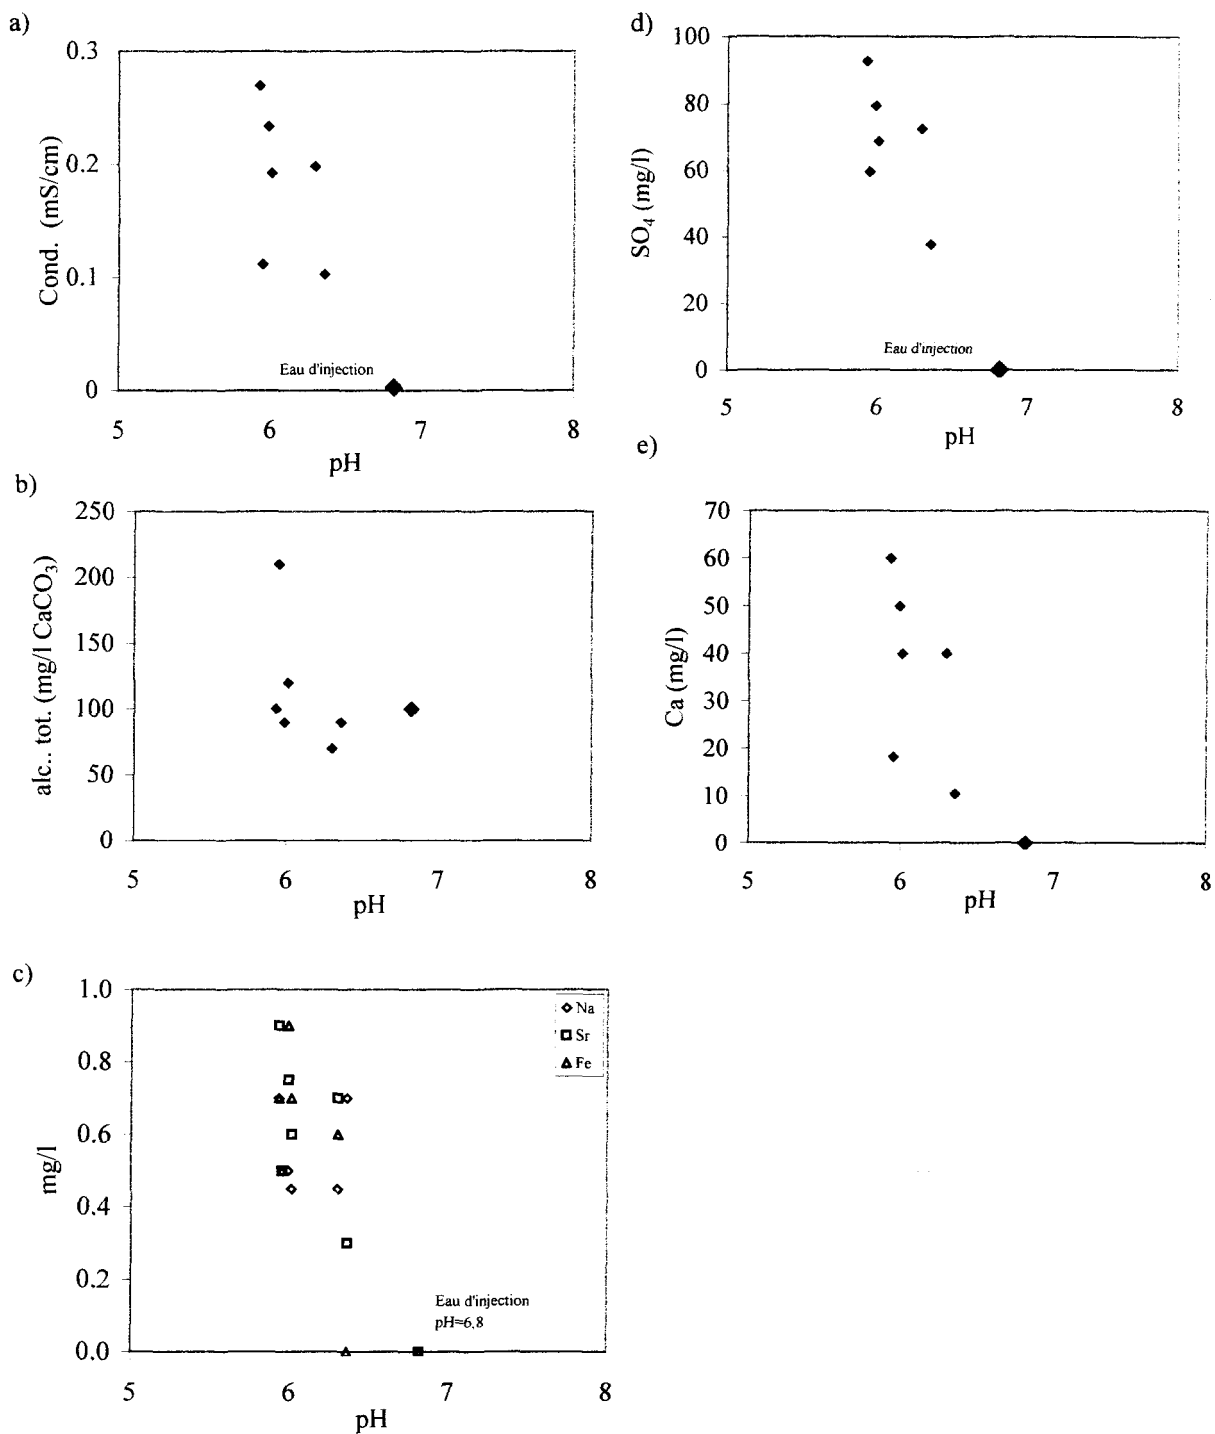 a)
0.3
0.2
0.1
0
Cond. (mS/cm)
Eau d'injection
5 6 7 8
pH
d)
100
80
60
40
20
0
SO4 (mg/l)
Eau d'injection
5 6 7 8
pH
b)
250
200
150
100
50
0
alc.. tot. (mg/l CaCO3)
5 6 7 8
pH
e)
70
60
50
40
30
20
10
0
Ca (mg/l)
5 6 7 8
pH
c)
1.0
0.8
0.6
0.4
0.2
0.0
mg/l
Na
Sr
Fe
Eau d'injection
pH=6,8
5 6 7 8
pH